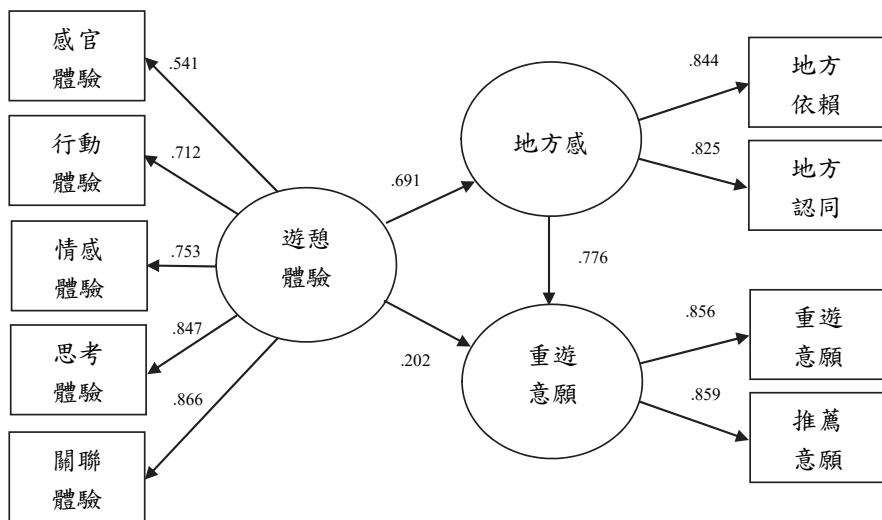 感官
體驗
行動
體驗
情感
體驗
思考
體驗
關聯
體驗
.541
.712
.753
.847
.866
遊憩
體驗
.691
.202
地方感
.776
重遊
意願
.844
.825
.856
.859
地方
依賴
地方
認同
重遊
意願
推薦
意願